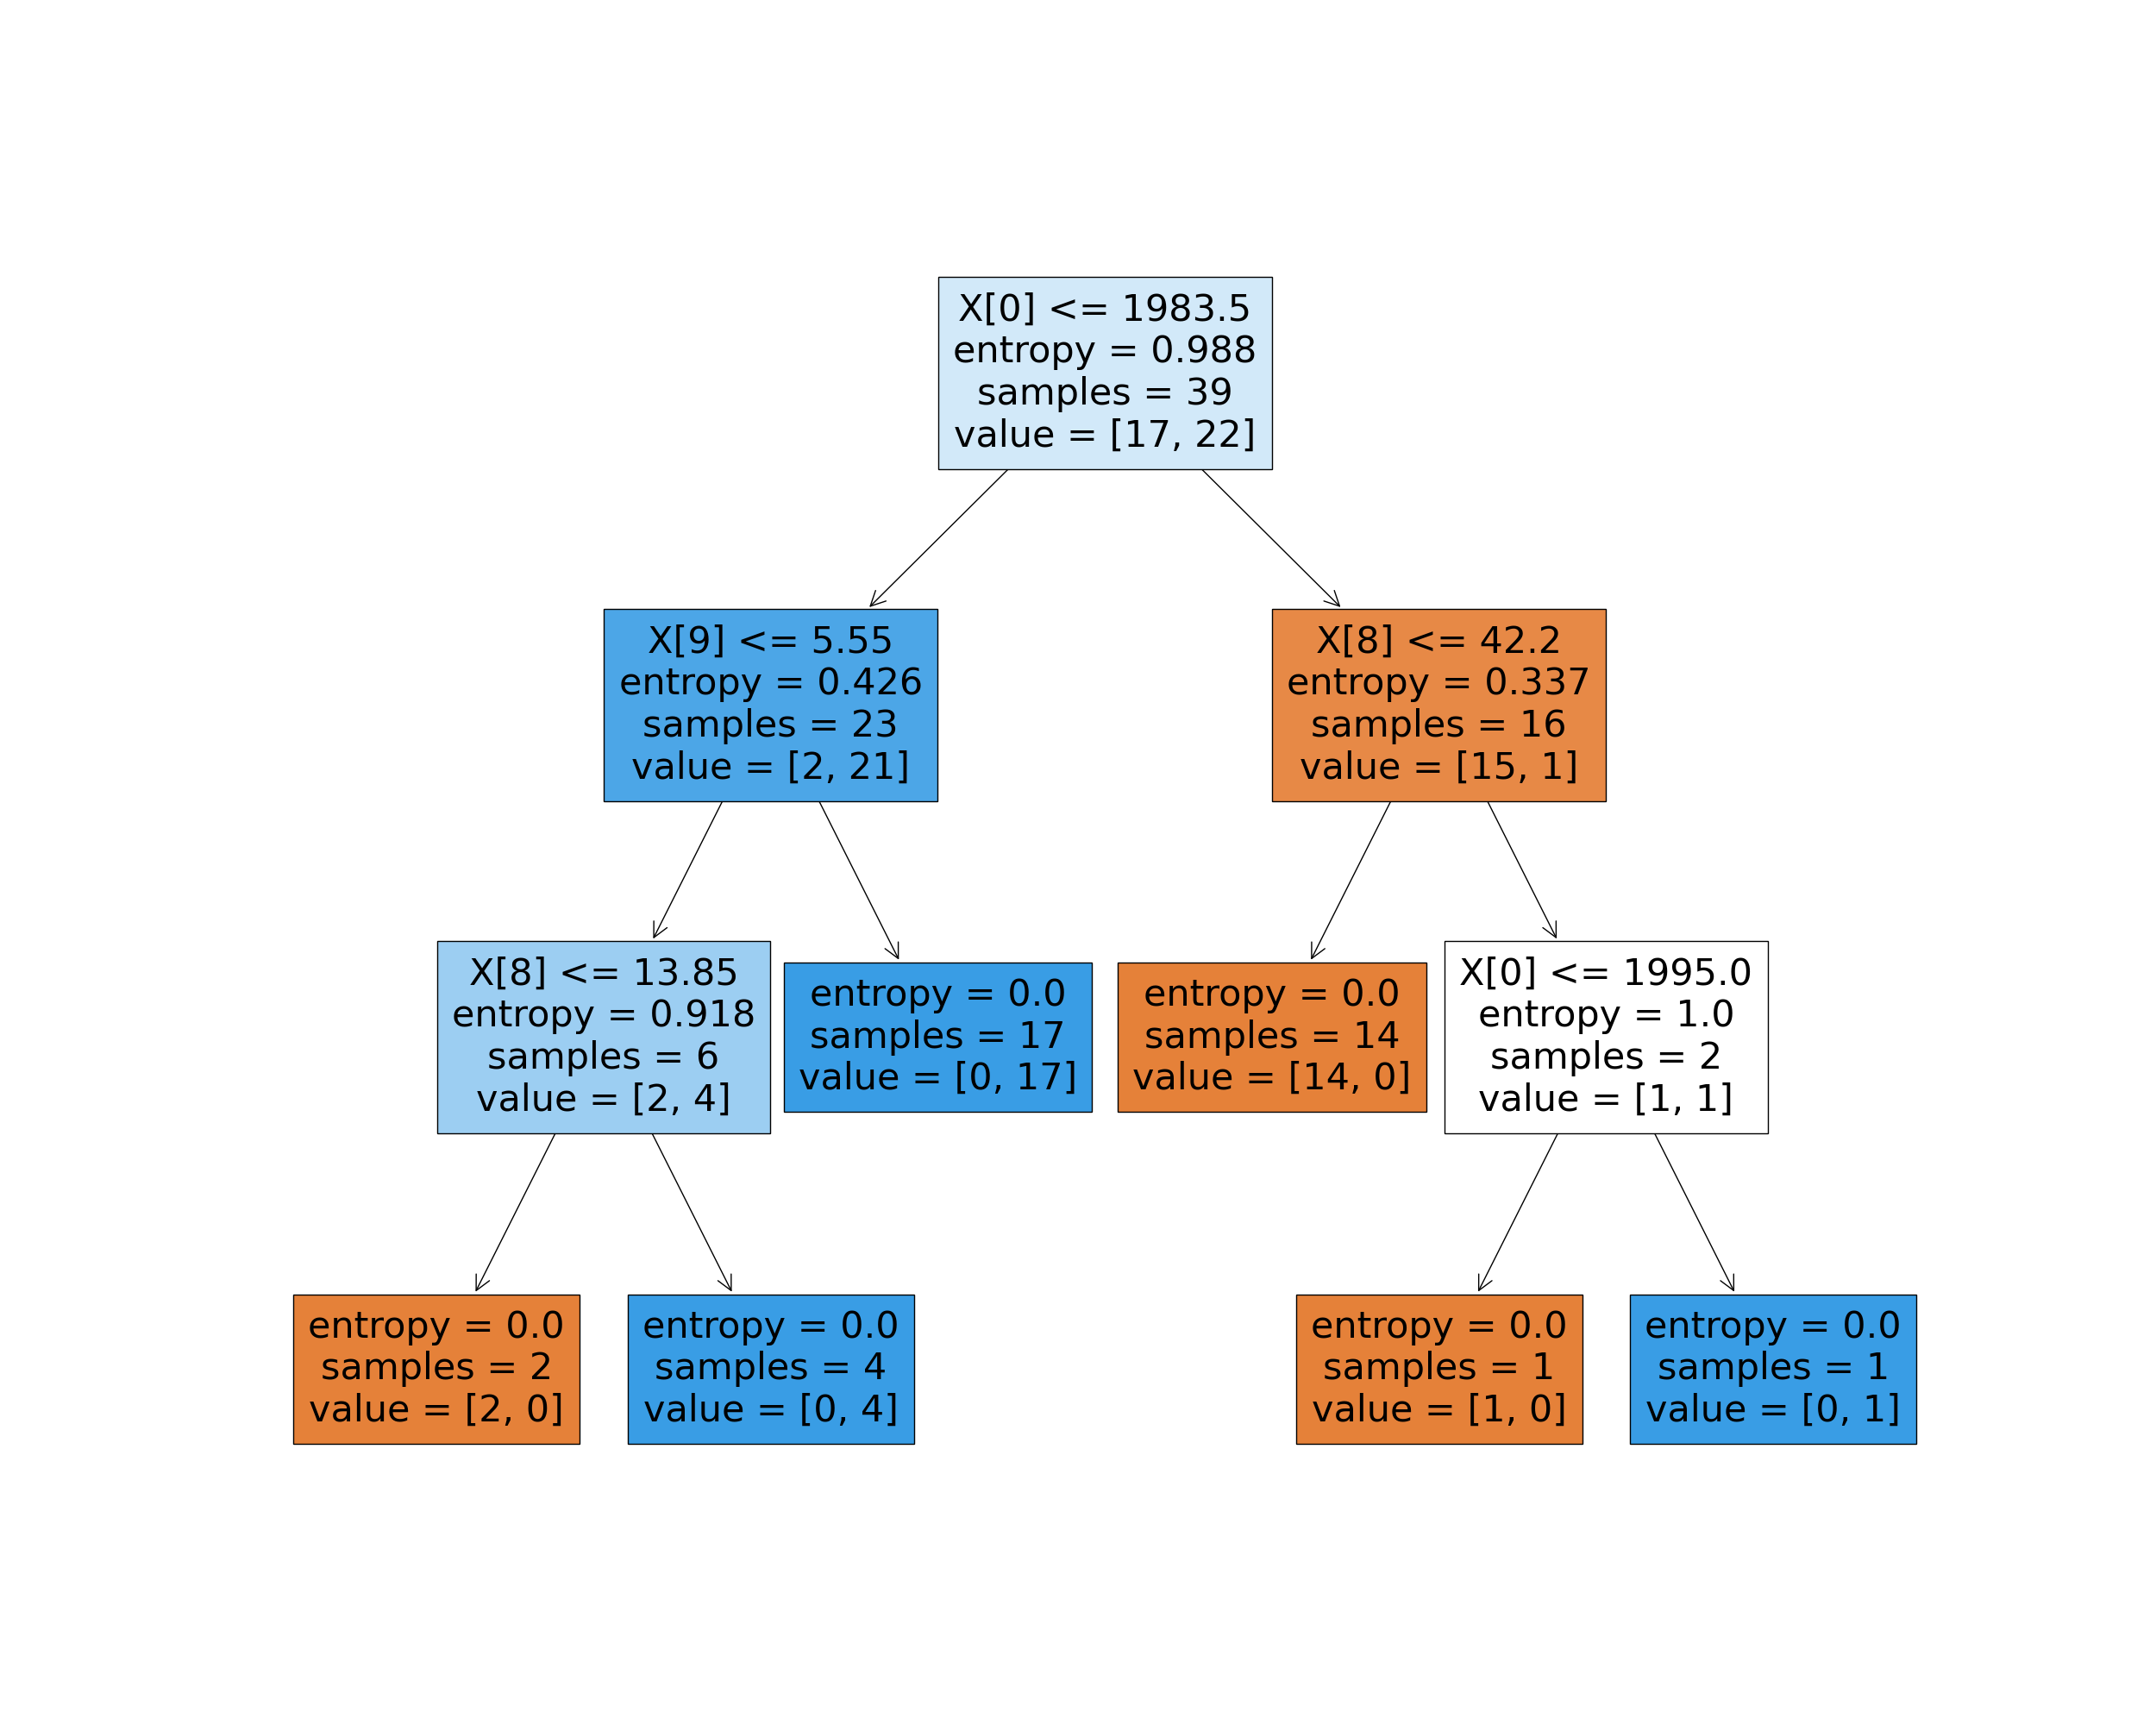 X[0] <= 1983.5
entropy = 0.988
samples = 39
value = [17, 22]
X[9] <= 5.55
entropy = 0.426
samples = 23
value = [2, 21]
X[8] <= 42.2
entropy = 0.337
samples = 16
value = [15, 1]
X[8] <= 13.85
entropy = 0.918
samples = 6
value = [2, 4]
entropy = 0.0
samples = 17
value = [0, 17]
entropy = 0.0
samples = 14
value = [14, 0]
X[0] <= 1995.0
entropy = 1.0
samples = 2
value = [1, 1]
entropy = 0.0
samples = 2
value = [2, 0]
entropy = 0.0
samples = 4
value = [0, 4]
entropy = 0.0
samples = 1
value = [1, 0]
entropy = 0.0
samples = 1
value = [0, 1]